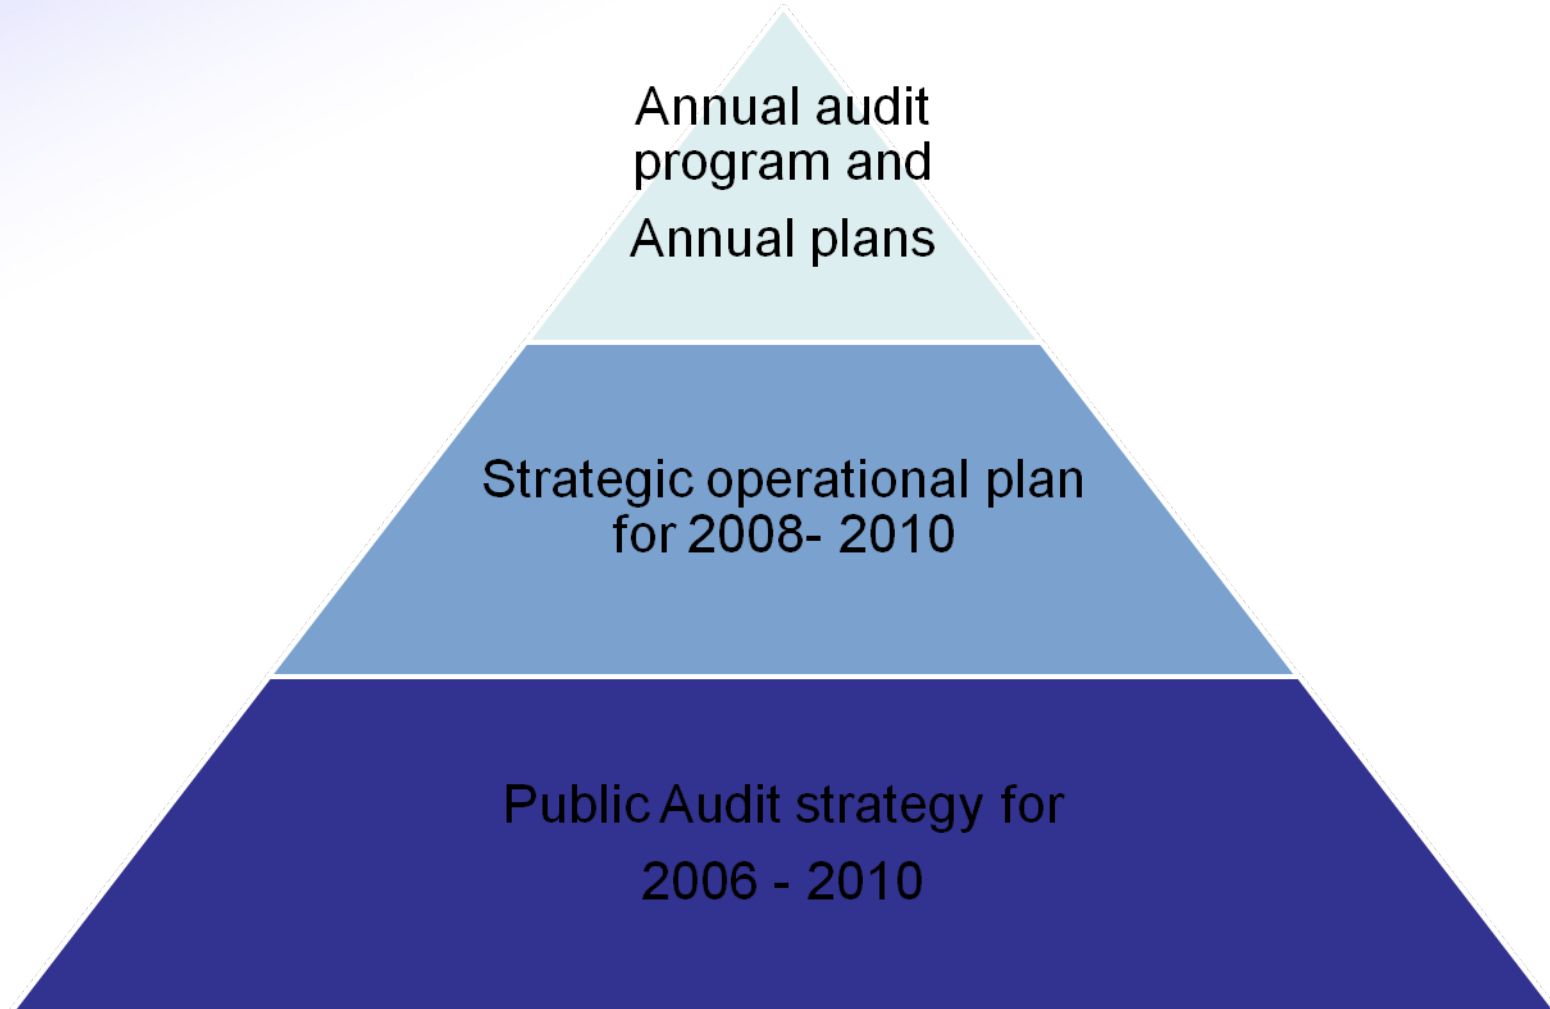 Annual audit
program and
Annual plans
Strategic operational plan
for 2008- 2010
Public Audit strategy for
2006 - 2010